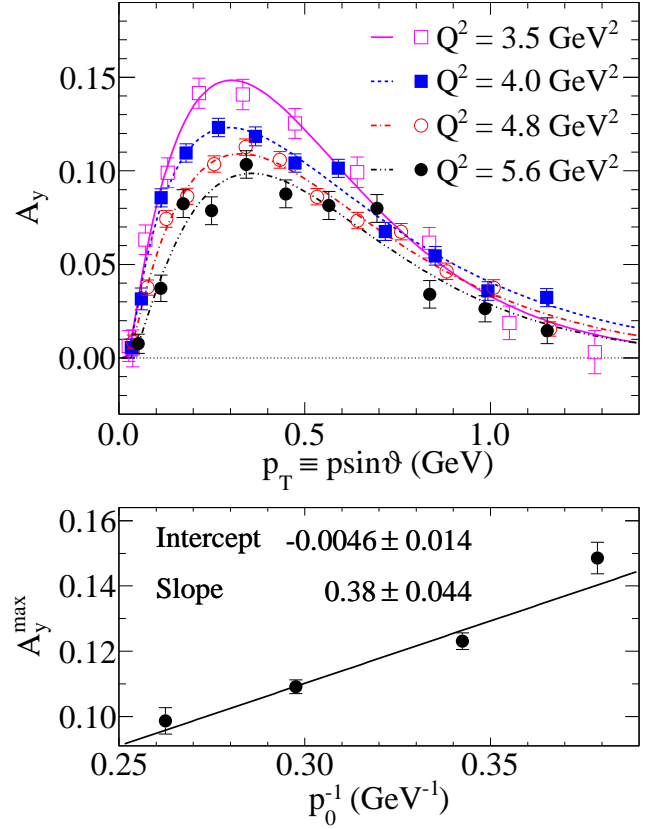 Q² = 3.5 GeV²
Q² = 4.0 GeV²
Q² = 4.8 GeV²
Q² = 5.6 GeV²
A_y
0.15
0.10
0.05
0.00
0.0 0.5 1.0
p_T ≡ psinϑ (GeV)
A_y^max
0.16
0.14
0.12
0.10
Intercept -0.0046 ± 0.014
Slope 0.38 ± 0.044
0.25 0.30 0.35
p_0^-1 (GeV^-1)